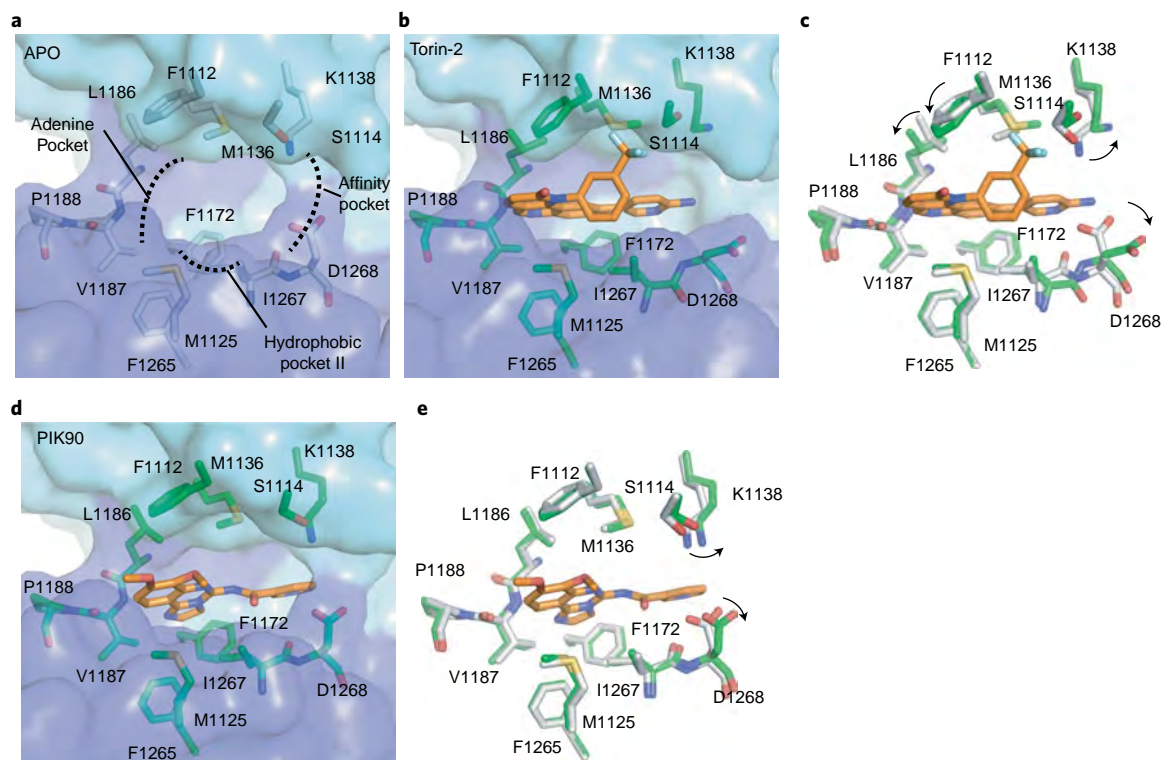 a
APO
F1112
K1138
L1186
Adenine
Pocket
M1136
S1114
Affinity
pocket
P1188
F1172
D1268
V1187
I1267
M1125
Hydrophobic
pocket II
F1265
b
Torin-2
K1138
F1112
M1136
S1114
L1186
P1188
F1172
V1187
I1267
D1268
M1125
F1265
c
K1138
F1112
M1136
S1114
L1186
P1188
F1172
V1187
I1267
D1268
M1125
F1265
d
PIK90
K1138
M1136
F1112
S1114
L1186
P1188
F1172
V1187
I1267
D1268
M1125
F1265
e
F1112
S1114
K1138
L1186
M1136
P1188
F1172
V1187
I1267
D1268
M1125
F1265